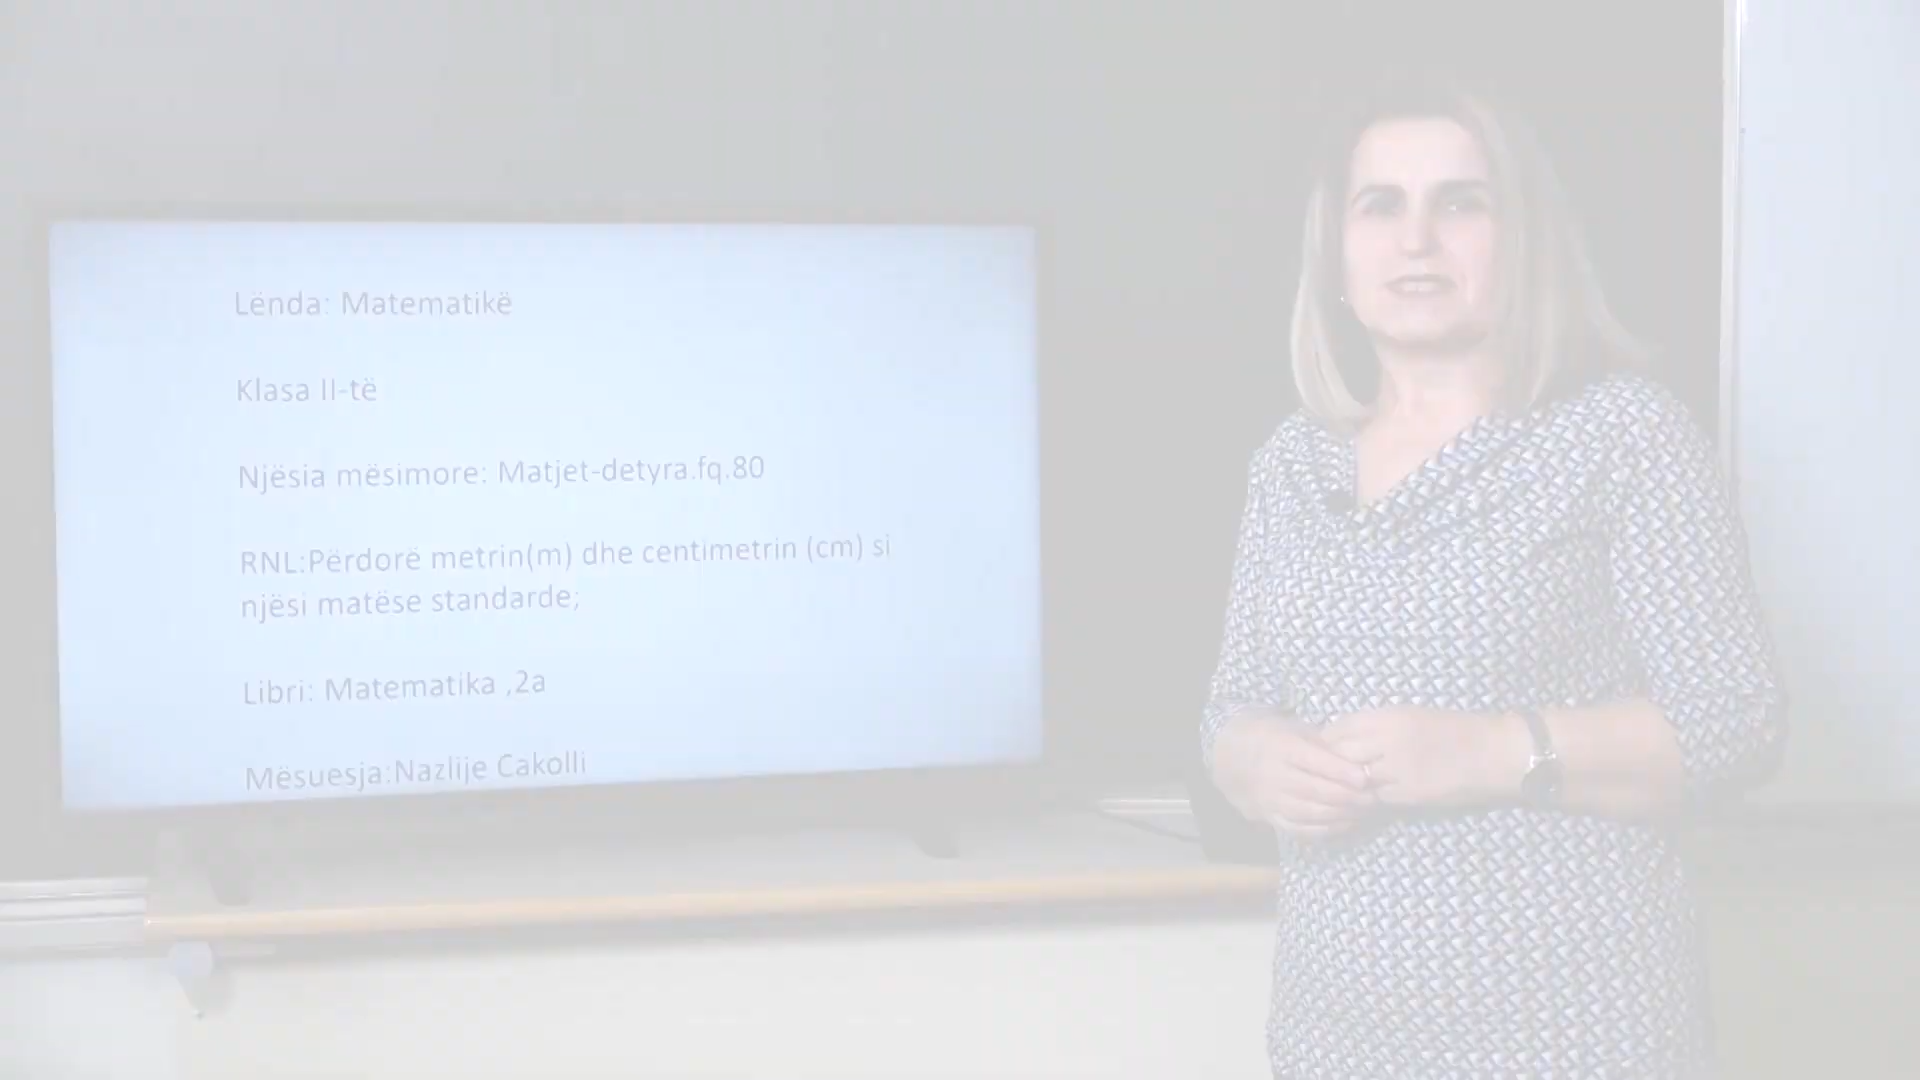 Lënda: Matematikë
Klasa II-të
Njësia mësimore: Matjet-detyra.fq.80
RNL:Përdorë metrin(m) dhe centimetrin (cm) si
njësi matëse standarde;
Libri: Matematika ,2a
Mësuesja:Nazlije Cakolli